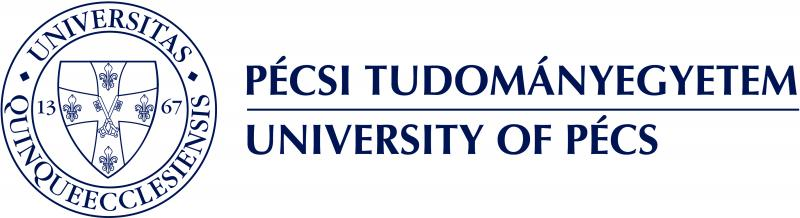 UNIVERSITAS
13 67
QUINQUEECCLESIENSIS
PÉCSI TUDOMÁNYEGYETEM
UNIVERSITY OF PÉCS